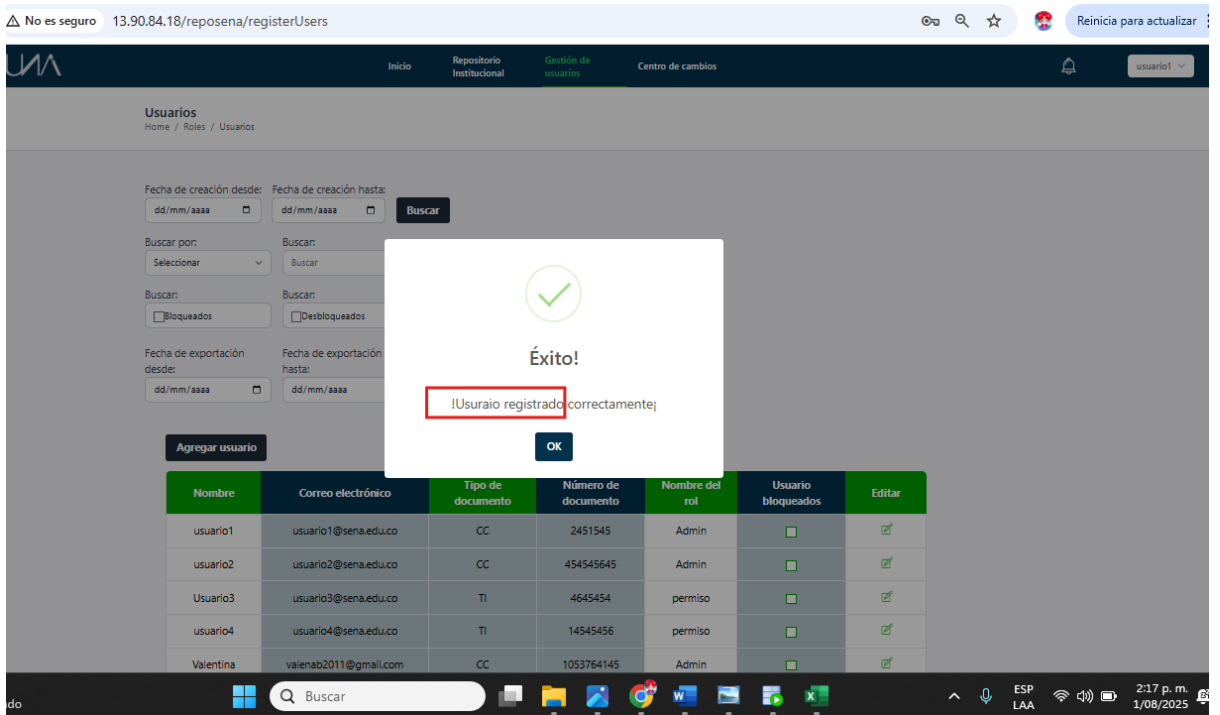 No es seguro 13.90.84.18/reposena/registerUsers Reinicia para actualizar
Inicio Repositorio Institucional Gestión de usuarios Centro de cambios usuario1
Usuarios
Home / Roles / Usuarios
Fecha de creación desde: Fecha de creación hasta:
dd/mm/aaaa dd/mm/aaaa Buscar
Buscar por: Buscar:
Seleccionar Buscar
Buscar: Buscar:
Bloqueados Desbloqueados
Fecha de exportación desde: Fecha de exportación hasta:
dd/mm/aaaa dd/mm/aaaa
Éxito!
!Usuraio registrado correctamente¡
OK
Agregar usuario
Nombre Correo electrónico Tipo de documento Número de documento Nombre del rol Usuario bloqueados Editar
usuario1 usuario1@sena.edu.co CC 2451545 Admin
usuario2 usuario2@sena.edu.co CC 454545645 Admin
Usuario3 usuario3@sena.edu.co TI 4645454 permiso
usuario4 usuario4@sena.edu.co TI 14545456 permiso
Valentina vaienab2011@gmail.com CC 1053764145 Admin
Buscar ESP LAA 2:17 p. m. 1/08/2025